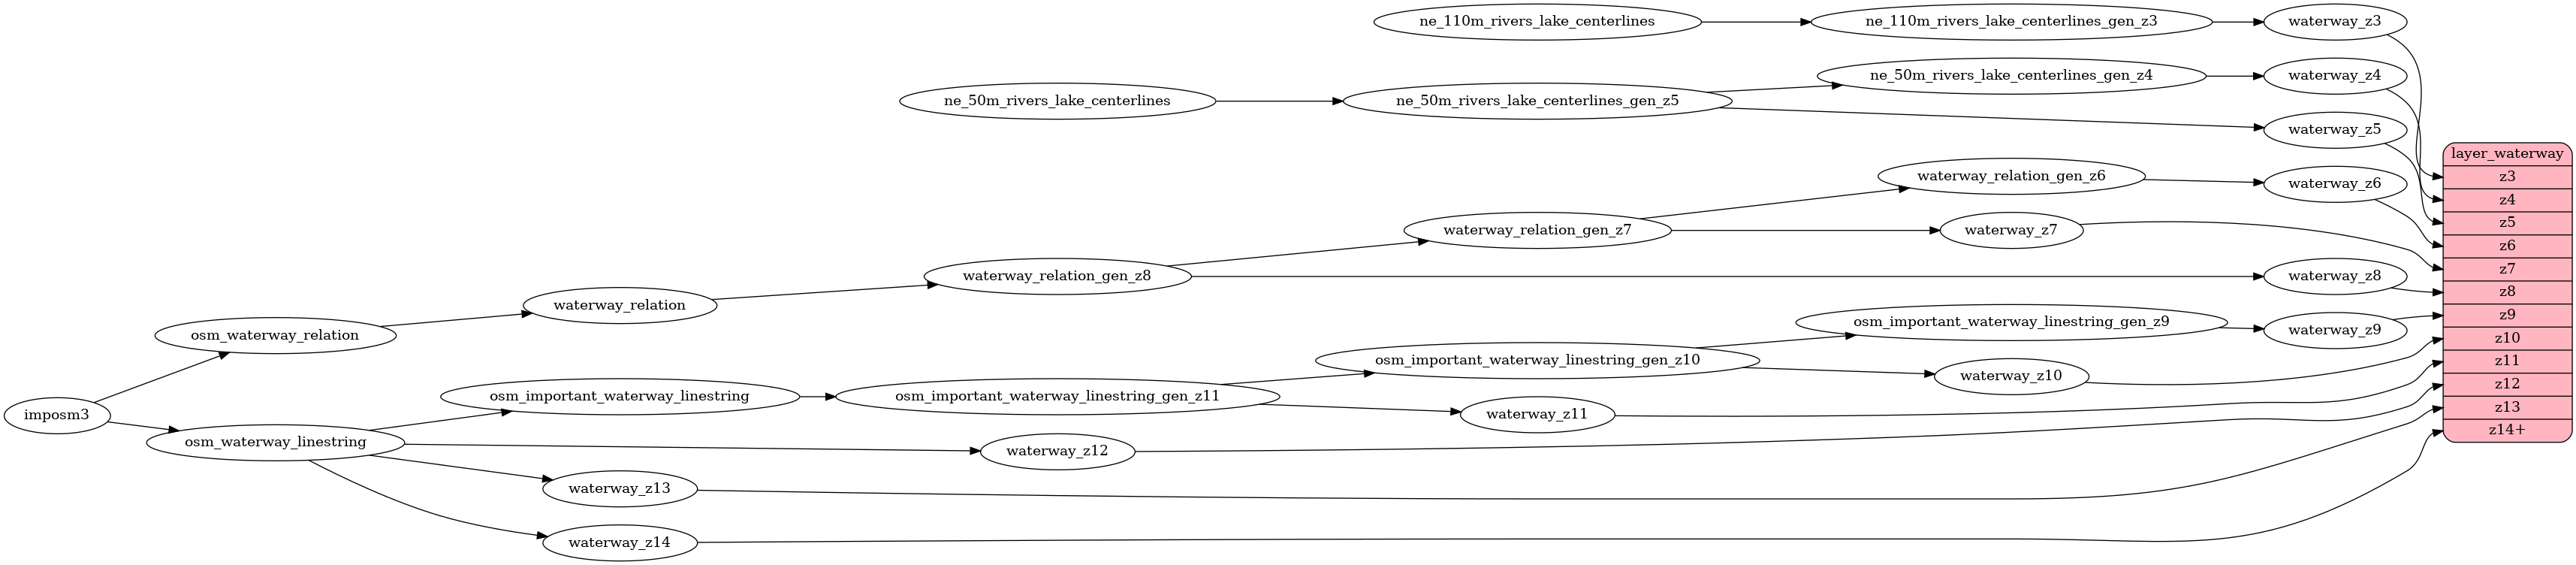 ne_110m_rivers_lake_centerlines
ne_110m_rivers_lake_centerlines_gen_z3
waterway_z3
ne_50m_rivers_lake_centerlines
ne_50m_rivers_lake_centerlines_gen_z5
ne_50m_rivers_lake_centerlines_gen_z4
waterway_z4
waterway_z5
waterway_relation_gen_z6
waterway_z6
waterway_relation_gen_z7
waterway_z7
waterway_relation_gen_z8
waterway_z8
waterway_relation
osm_waterway_relation
osm_important_waterway_linestring_gen_z9
waterway_z9
osm_important_waterway_linestring_gen_z10
waterway_z10
osm_important_waterway_linestring
osm_important_waterway_linestring_gen_z11
waterway_z11
imposm3
osm_waterway_linestring
waterway_z12
waterway_z13
waterway_z14
layer_waterway
z3
z4
z5
z6
z7
z8
z9
z10
z11
z12
z13
z14+